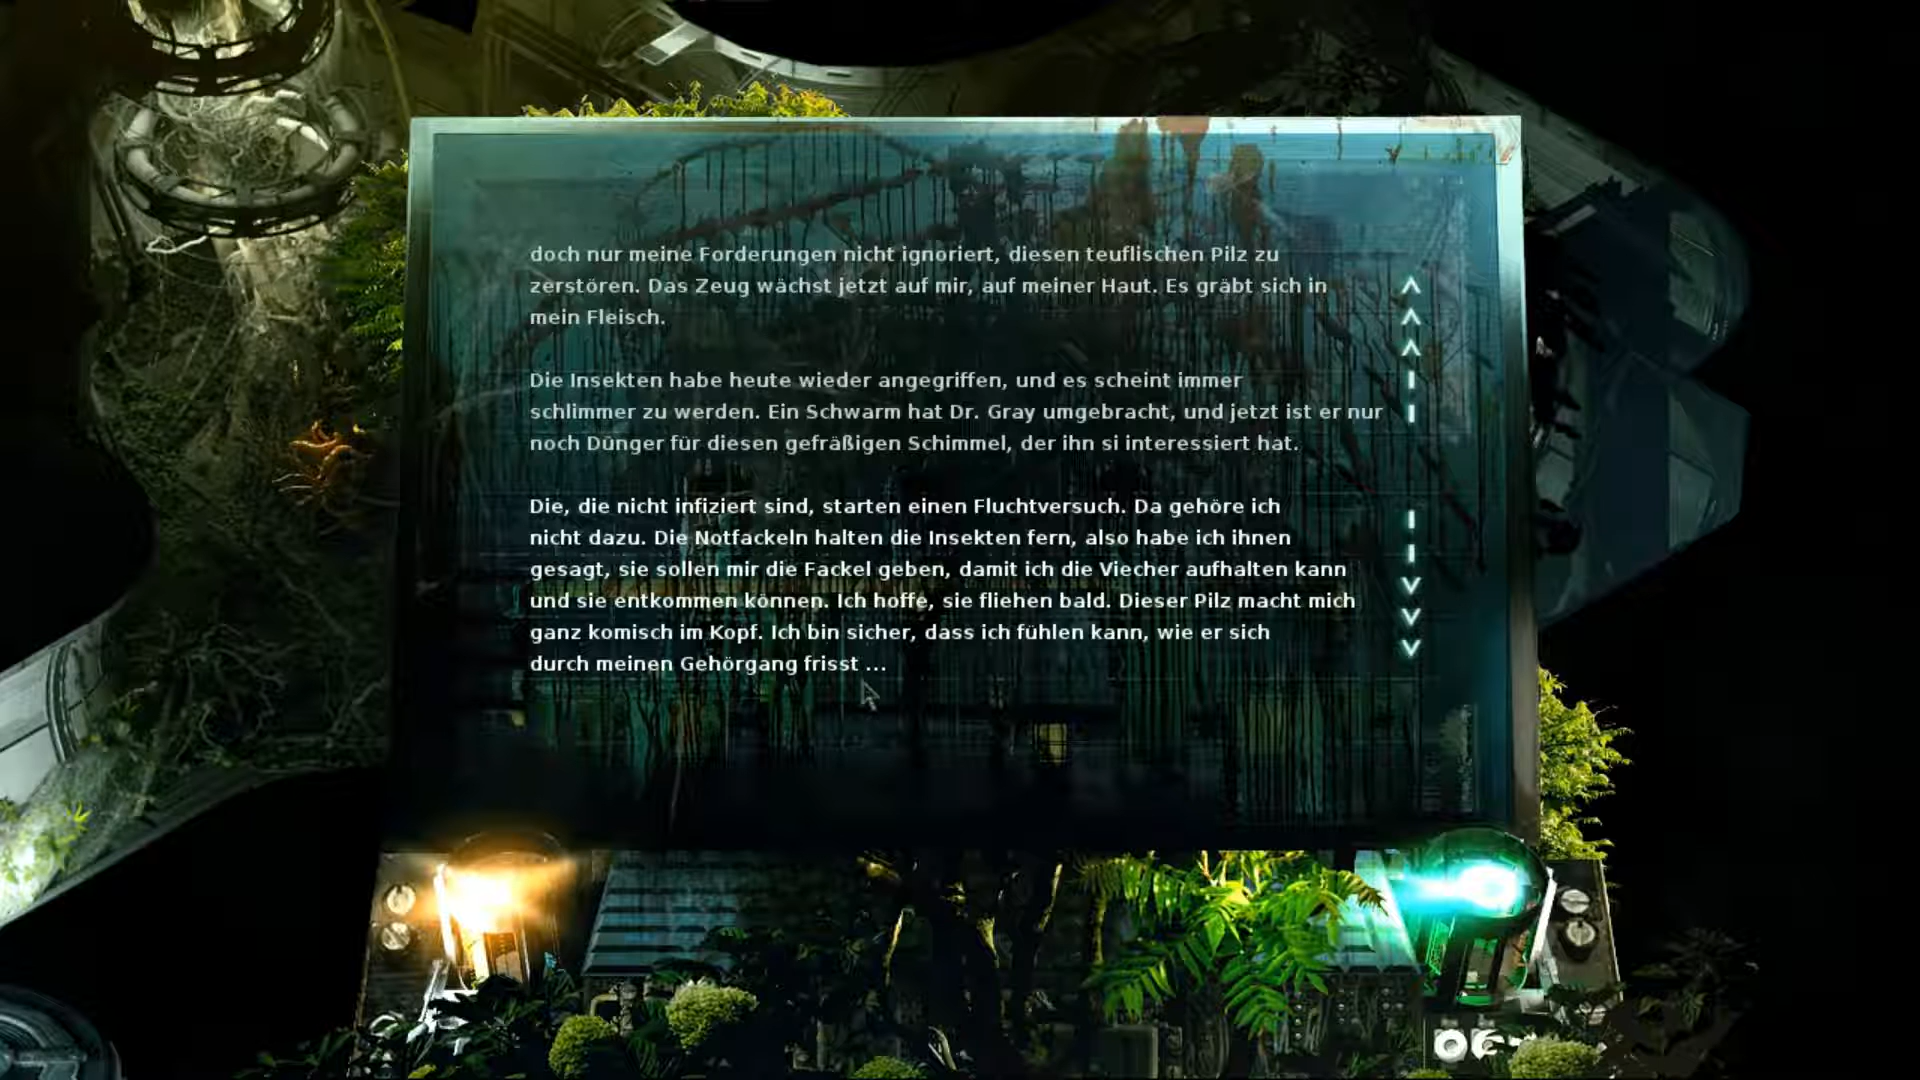 doch nur meine Forderungen nicht ignoriert, diesen teuflischen Pilz zu
zerstören. Das Zeug wächst jetzt auf mir, auf meiner Haut. Es gräbt sich in
mein Fleisch.
Die Insekten habe heute wieder angegriffen, und es scheint immer
schlimmer zu werden. Ein Schwarm hat Dr. Gray umgebracht, und jetzt ist er nur
noch Dünger für diesen gefräßigen Schimmel, der ihn si interessiert hat.
Die, die nicht infiziert sind, starten einen Fluchtversuch. Da gehöre ich
nicht dazu. Die Notfackeln halten die Insekten fern, also habe ich ihnen
gesagt, sie sollen mir die Fackel geben, damit ich die Viecher aufhalten kann
und sie entkommen können. Ich hoffe, sie fliehen bald. Dieser Pilz macht mich
ganz komisch im Kopf. Ich bin sicher, dass ich fühlen kann, wie er sich
durch meinen Gehörgang frisst ...